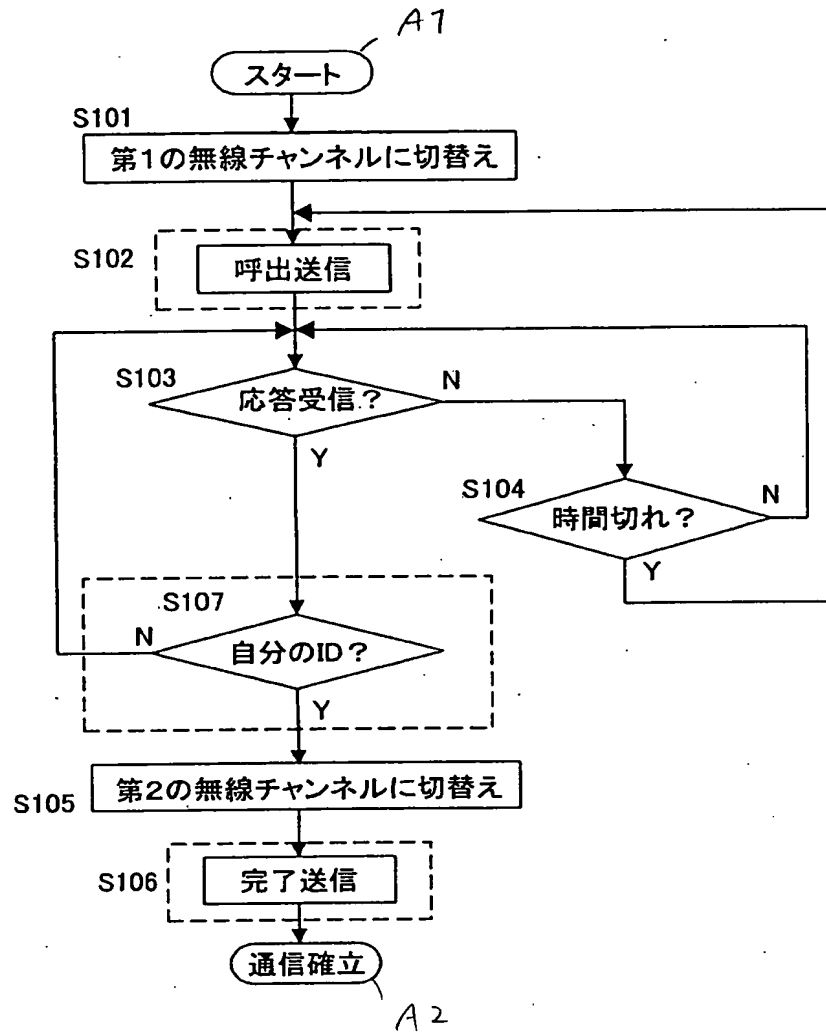 A1
スタート
S101
第1の無線チャンネルに切替え
S102
呼出送信
S103
応答受信?
N
Y
S104
時間切れ?
N
Y
S107
N
自分のID?
Y
第2の無線チャンネルに切替え
S105
S106
完了送信
通信確立
A2